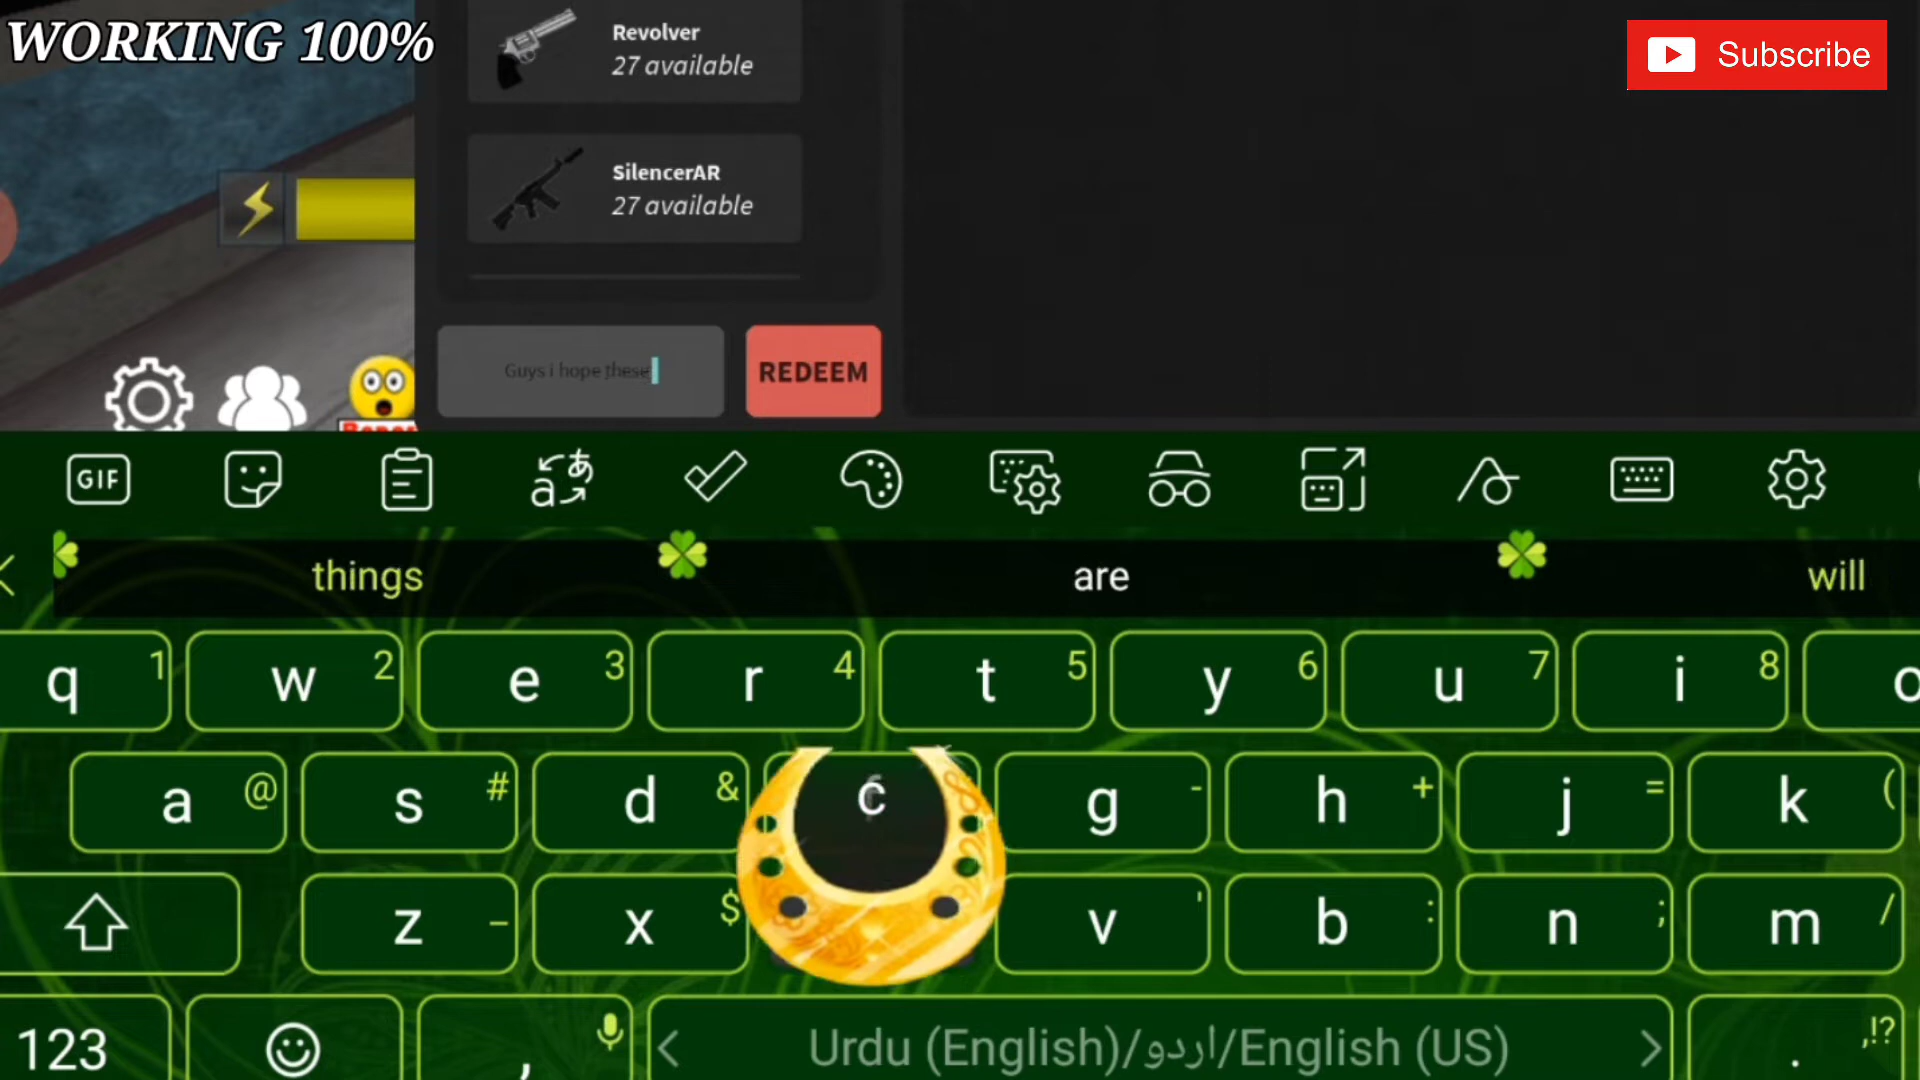 WORKING 100%
Revolver
27 available
Subscribe
SilencerAR
27 available
Guys i hope these
REDEEM
GIF
things are will
q 1 w 2 e 3 r 4 t 5 y 6 u 7 i 8 o
a @ s # d & c g - h + j = k (
z _ x $ v ' b : n ; m /
123 , < Urdu (English)/اردو/English (US) > . ,!?